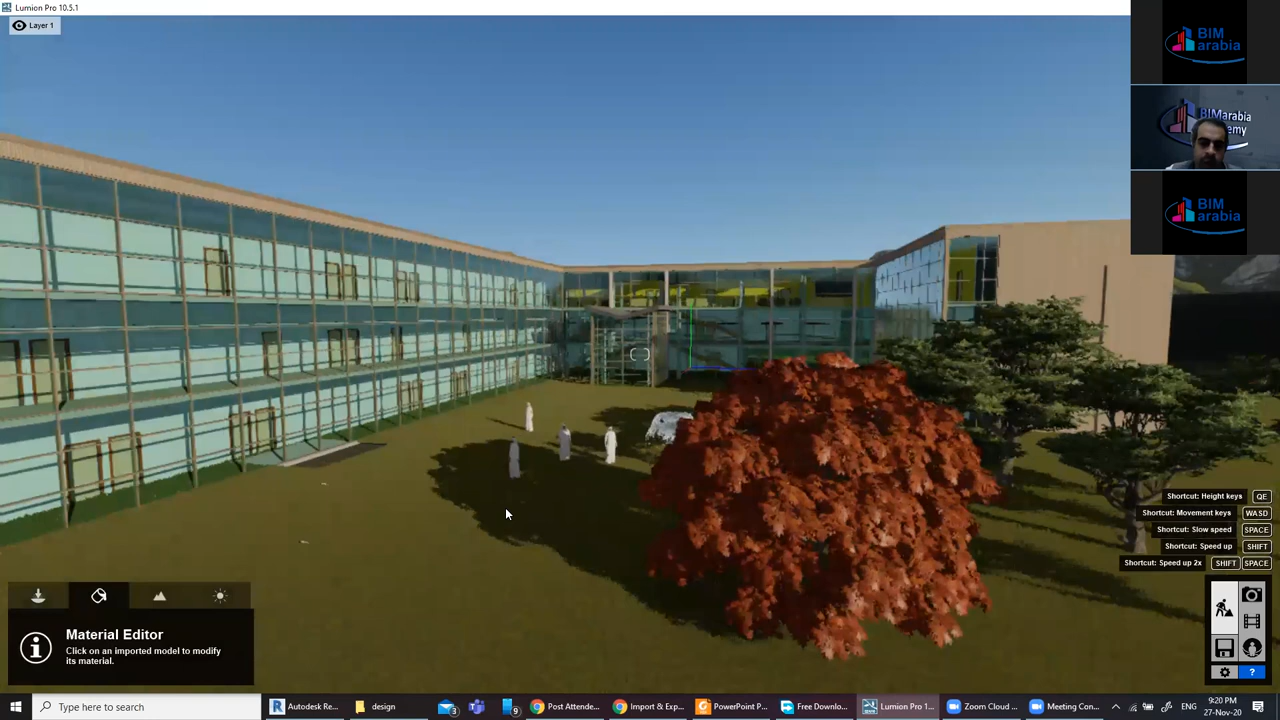 Lumion Pro 10.5.1
Layer 1
BIM
arabia
BIMarabia
BIM
arabia
Shortcut: Height keys QE
Shortcut: Movement keys WASD
Shortcut: Slow speed SPACE
Shortcut: Speed up SHIFT
Shortcut: Speed up 2x SHIFT SPACE
Material Editor
Click on an imported model to modify
its material.
?
Type here to search
Autodesk Re...
design
3
9
Post Attende...
Import & Exp...
PowerPoint P...
Free Downlo...
Lumion Pro 1...
Zoom Cloud ...
Meeting Con...
ENG
9:20 PM
27-Nov-20